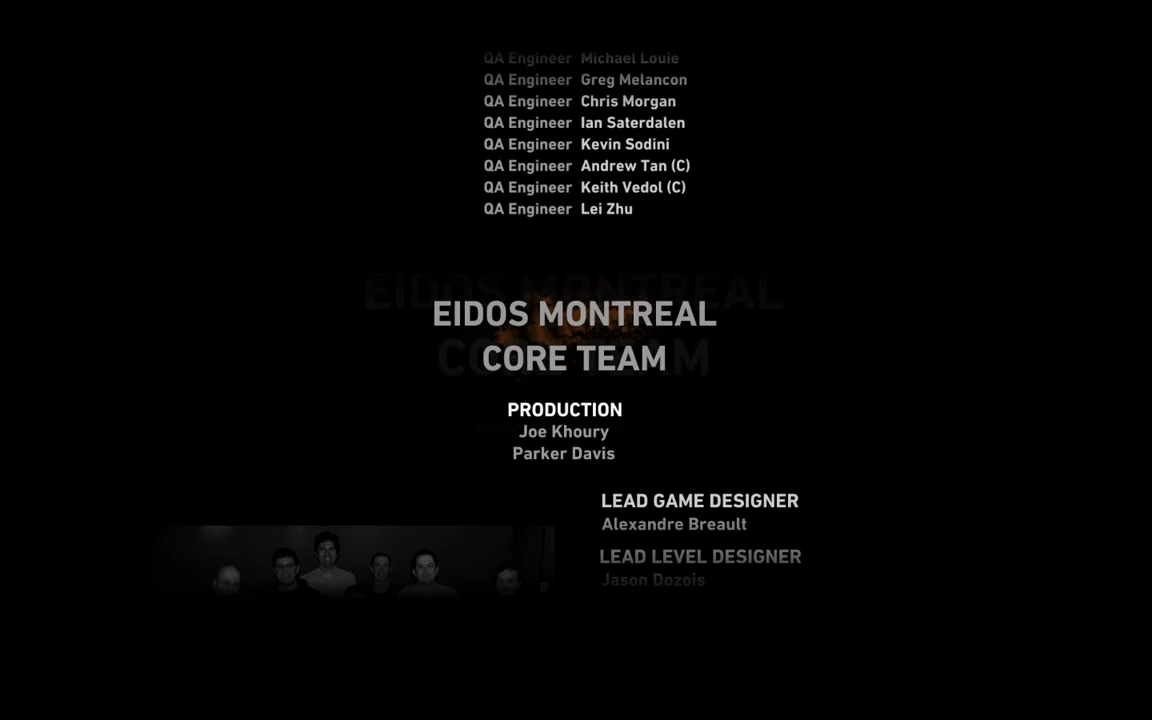 QA Engineer Michael Louie
QA Engineer Greg Melancon
QA Engineer Chris Morgan
QA Engineer Ian Saterdalen
QA Engineer Kevin Sodini
QA Engineer Andrew Tan (C)
QA Engineer Keith Vedol (C)
QA Engineer Lei Zhu
EIDOS MONTREAL
CORE TEAM
PRODUCTION
Joe Khoury
Parker Davis
LEAD GAME DESIGNER
Alexandre Breault
LEAD LEVEL DESIGNER
Jason Dozois